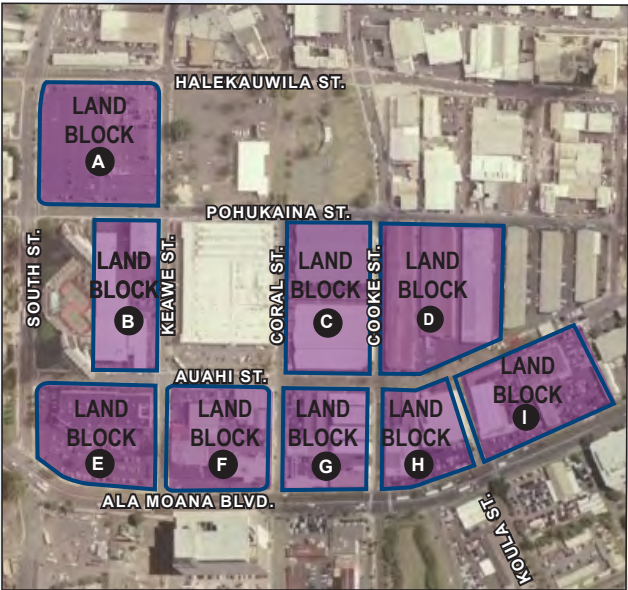 HALEKAUWILA ST.
LAND
BLOCK
A
POHUKAINA ST.
SOUTH ST.
LAND
BLOCK
B
KEAWE ST.
CORAL ST.
LAND
BLOCK
C
COOKE ST.
LAND
BLOCK
D
AUAHI ST.
LAND
BLOCK
E
LAND
BLOCK
F
LAND
BLOCK
G
LAND
BLOCK
H
LAND
BLOCK
I
ALA MOANA BLVD.
KOULA ST.